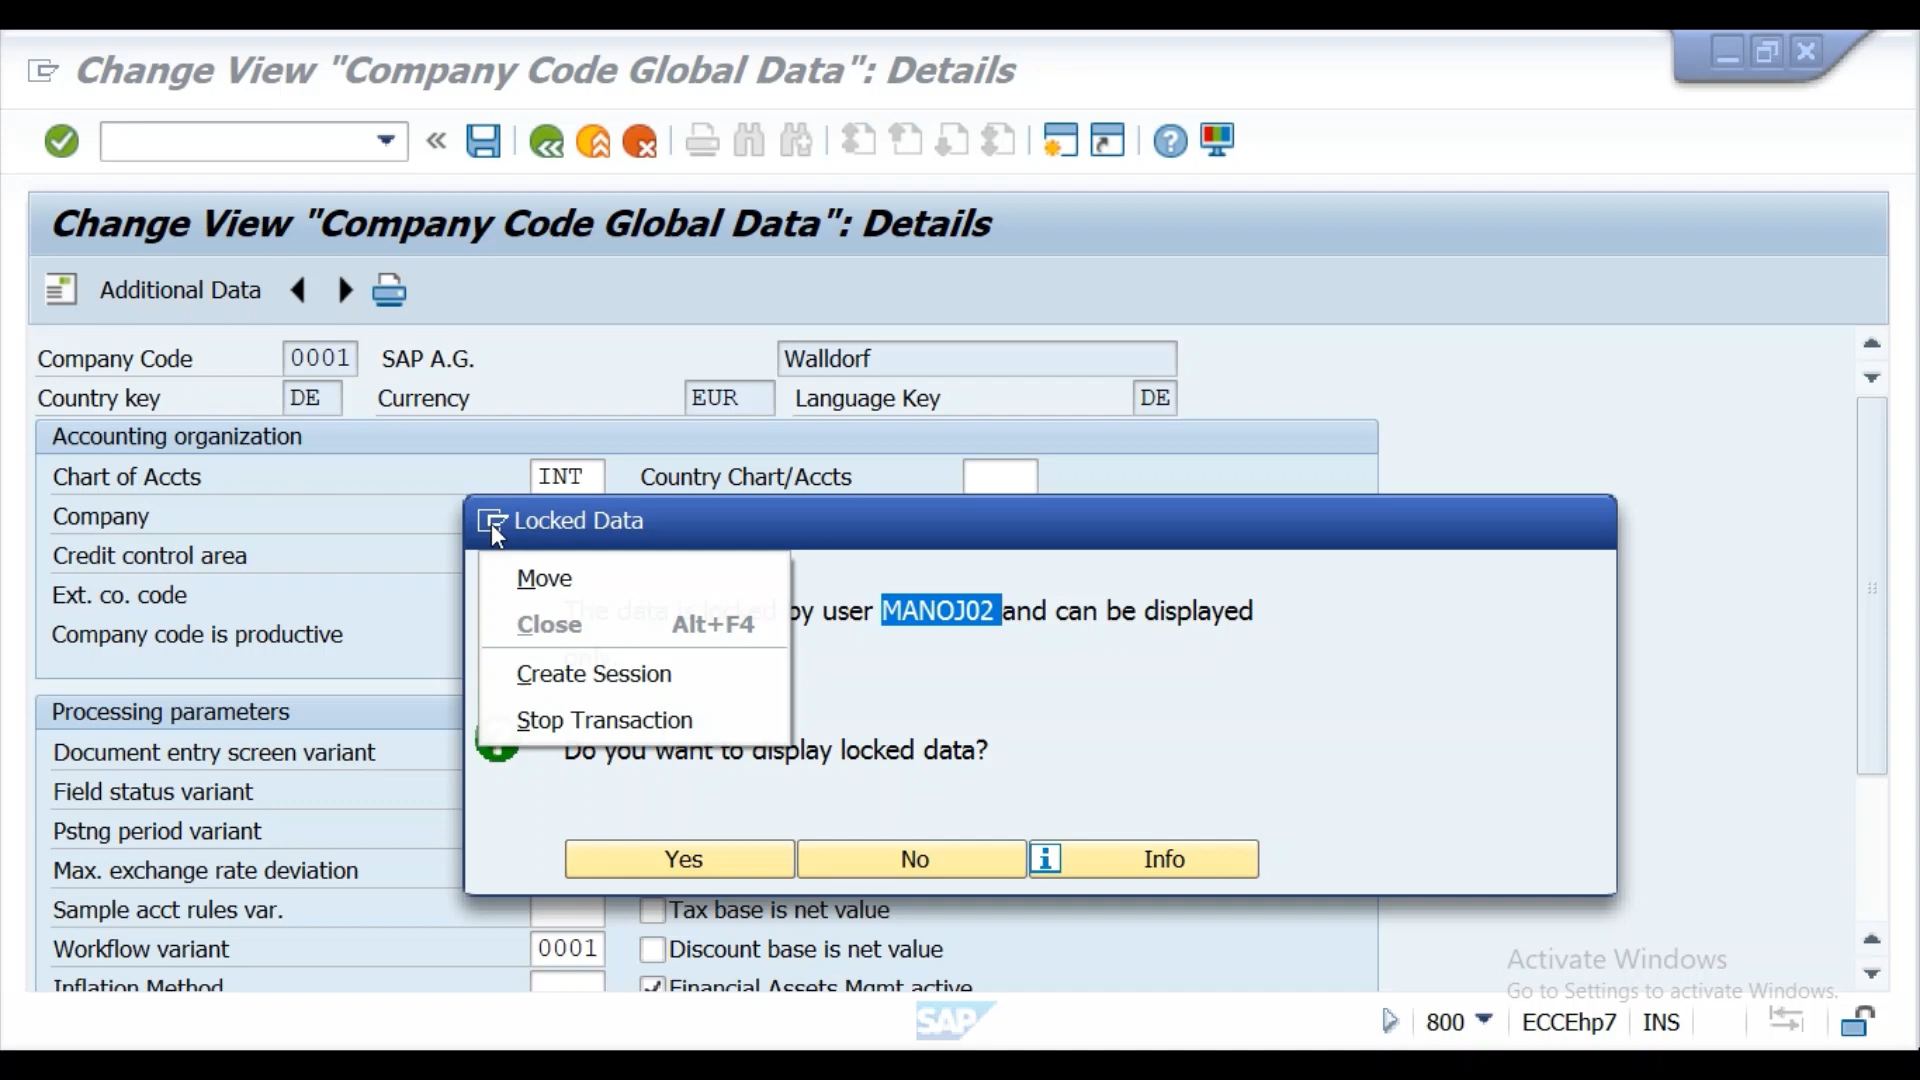 Change View "Company Code Global Data": Details
Change View "Company Code Global Data": Details
Additional Data
Company Code 0001 SAP A.G. Walldorf
Country key DE Currency EUR Language Key DE
Accounting organization
Chart of Accts INT Country Chart/Accts
Company
Credit control area
Ext. co. code
Company code is productive
Processing parameters
Document entry screen variant
Field status variant
Pstng period variant
Max. exchange rate deviation
Sample acct rules var. Tax base is net value
Workflow variant 0001 Discount base is net value
Inflation Method Financial Assets Mgmt active
Locked Data
The data is locked by user MANOJ02 and can be displayed
only.
Do you want to display locked data?
Yes No Info
Move
Close Alt+F4
Create Session
Stop Transaction
Activate Windows
Go to Settings to activate Windows.
SAP
800 ECCEhp7 INS